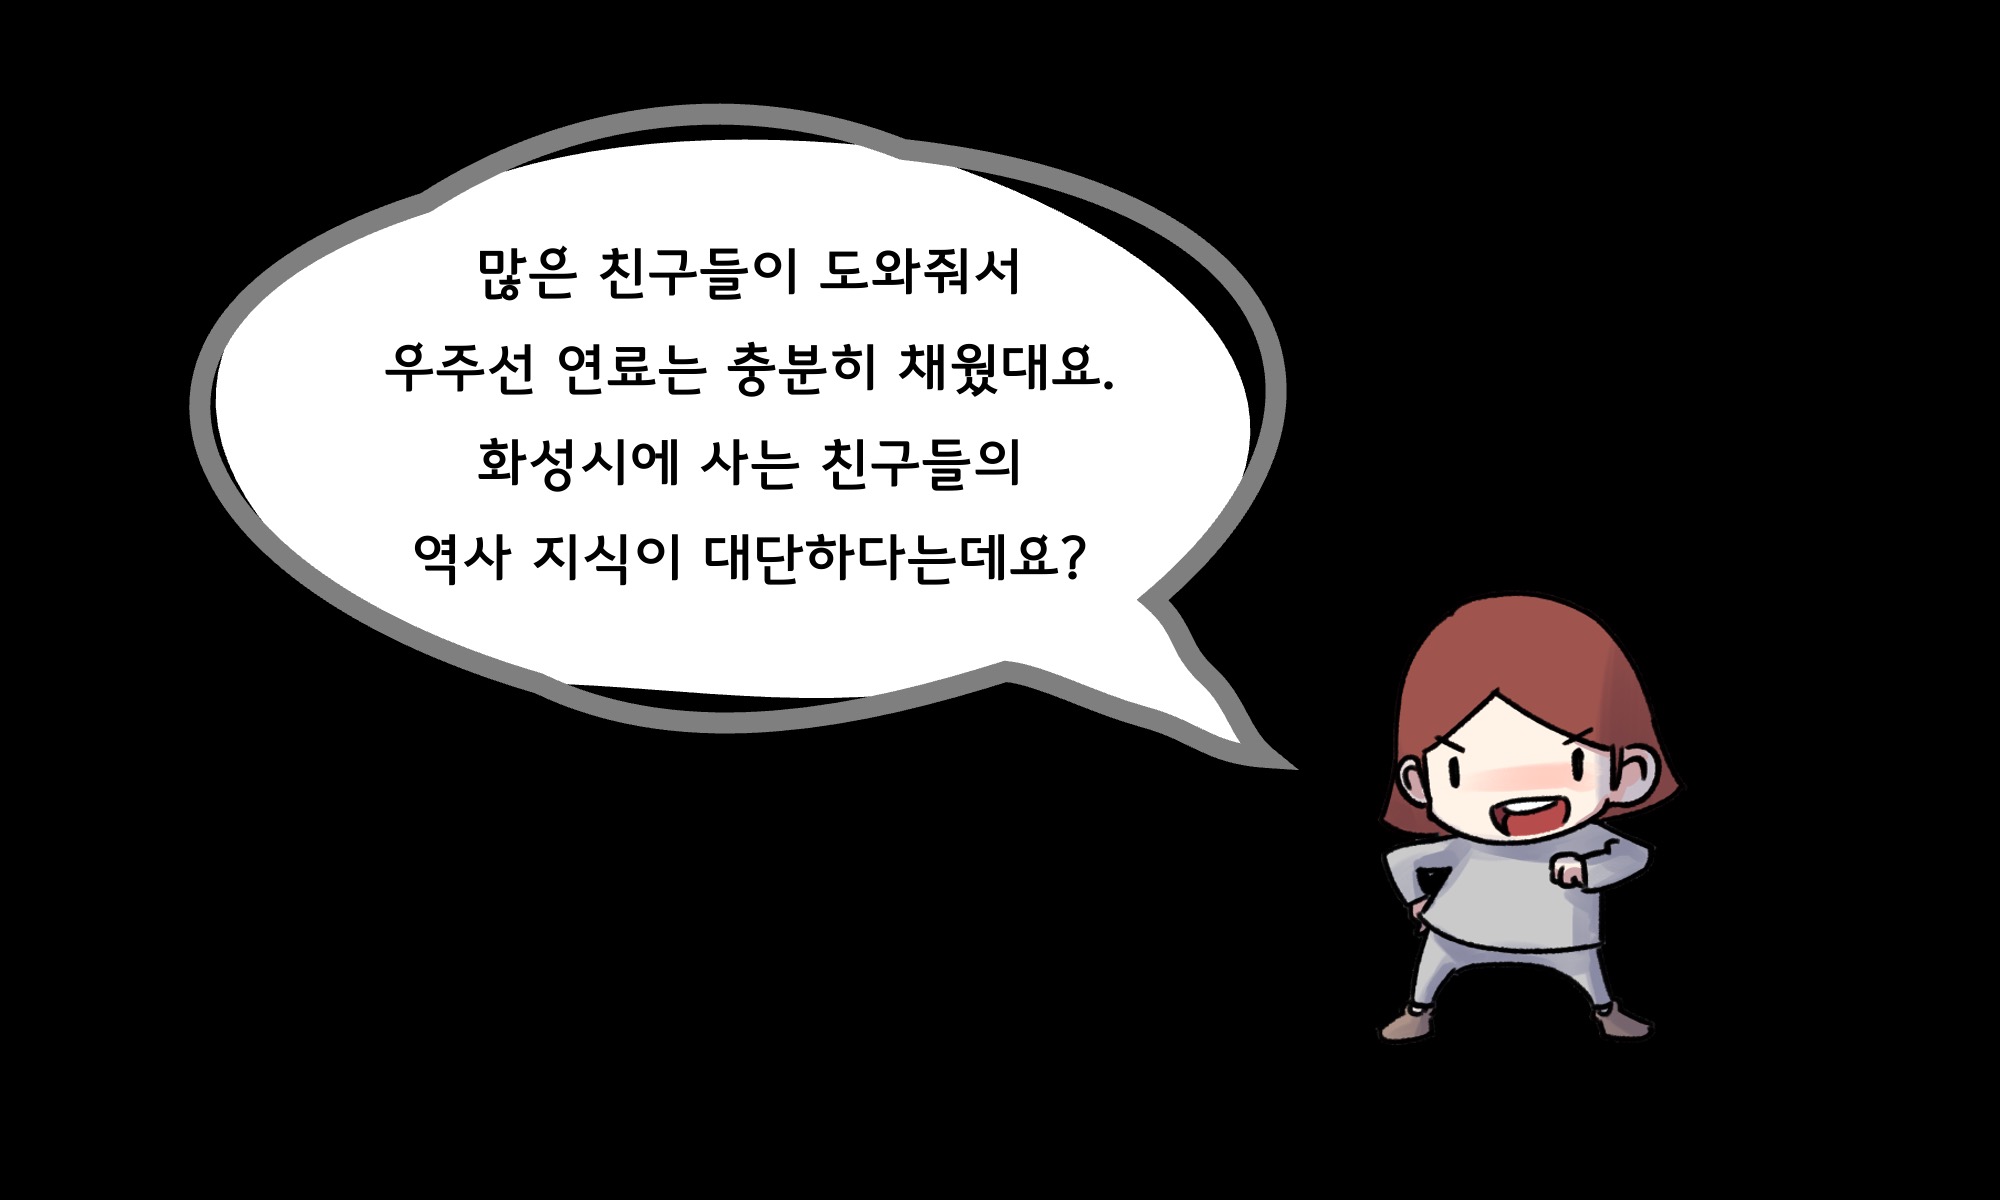 많은 친구들이 도와줘서
우주선 연료는 충분히 채웠대요.
화성시에 사는 친구들의
역사 지식이 대단하다는데요?